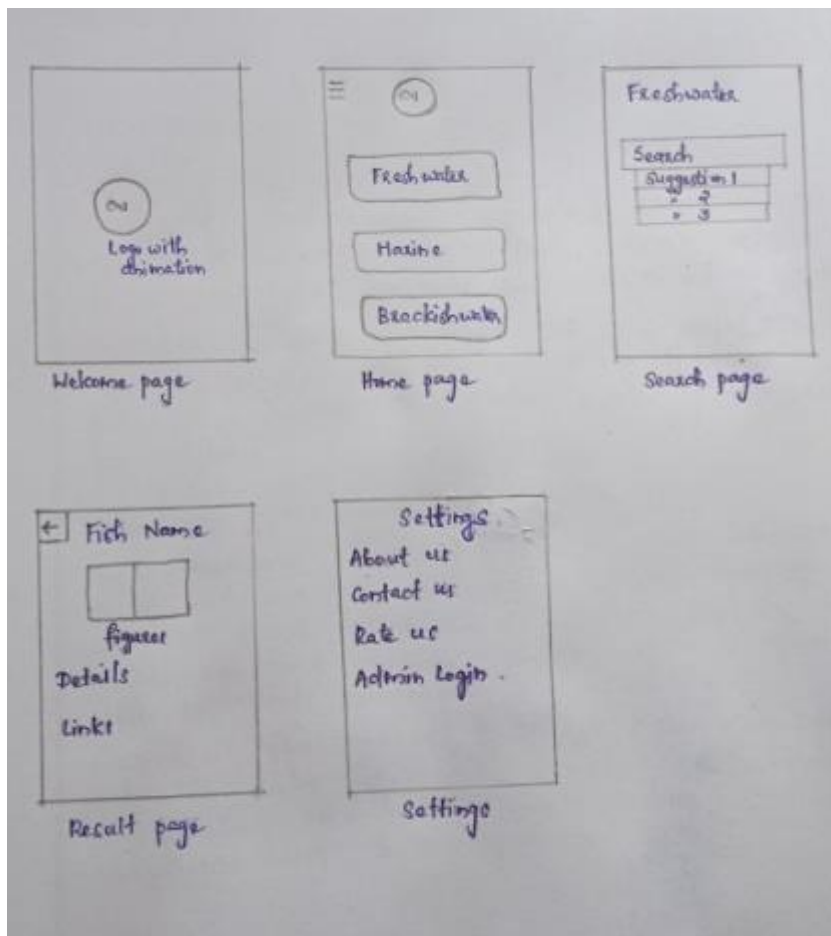 Logo with
animation
Welcome page
Freshwater
Marine
Brackishwater
Home page
Freshwater
Search
Suggestion 1
" 2
" 3
Search page
← Fish Name
figures
Details
Links
Result page
Settings
About us
Contact us
Rate us
Admin Login.
Settings